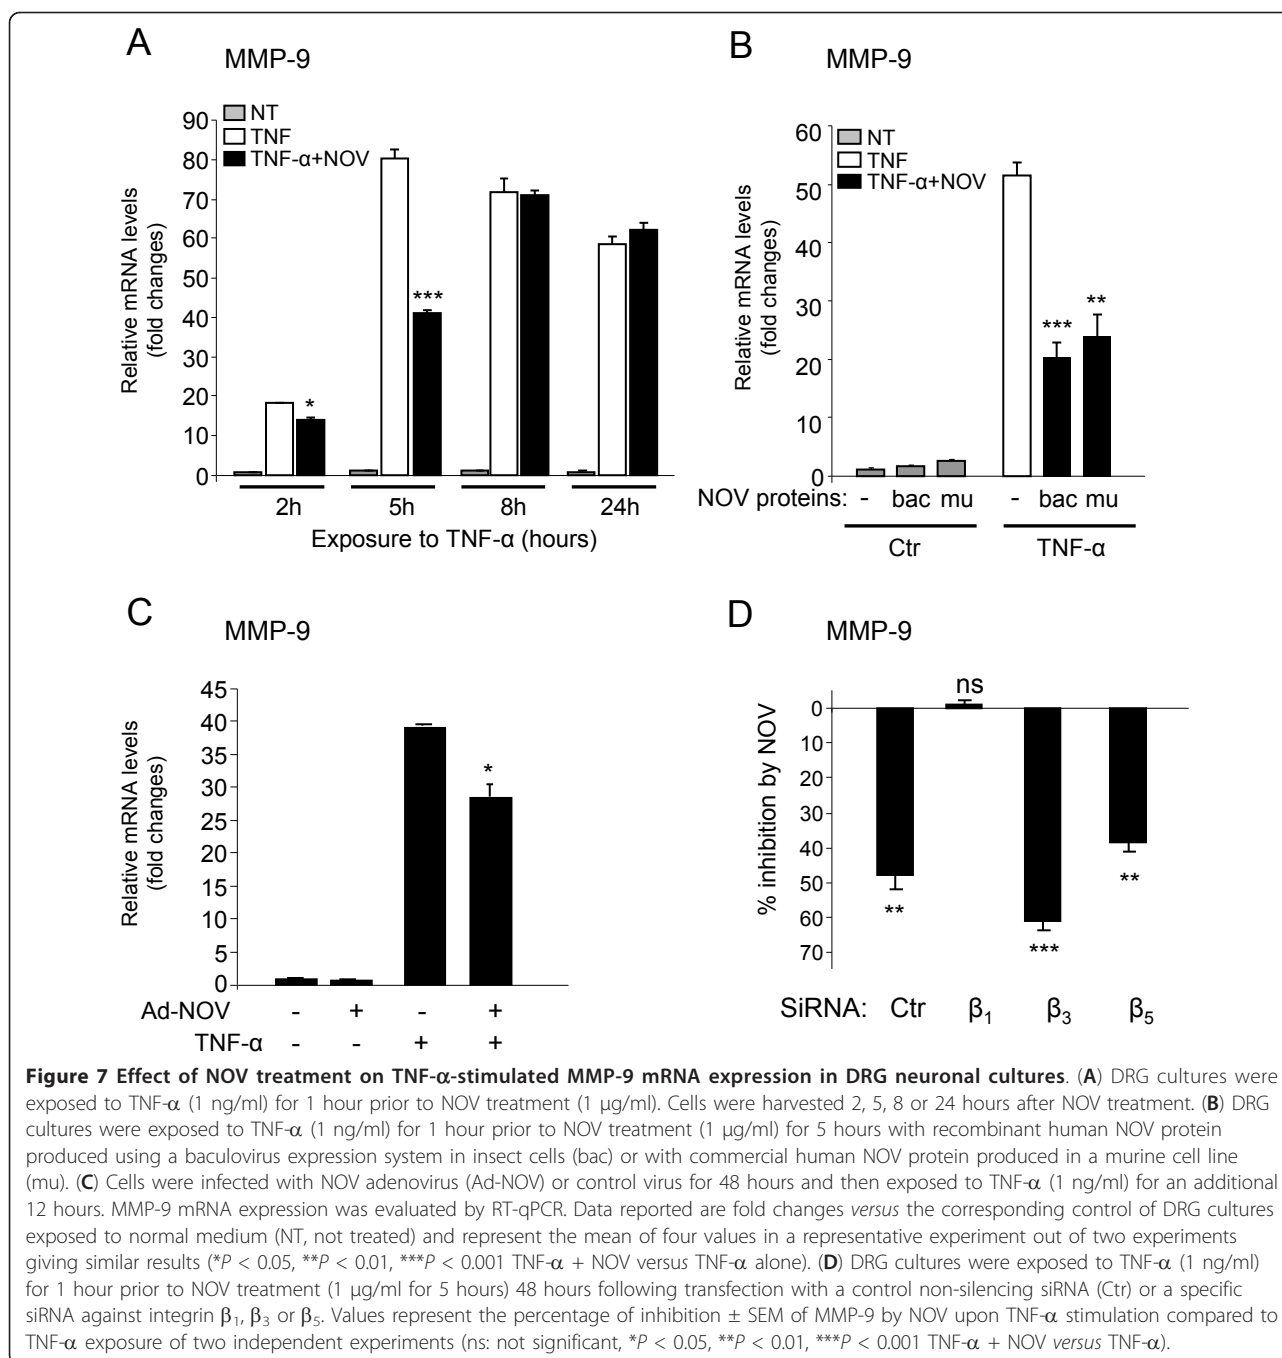 A
MMP-9
NT
TNF
TNF-α+NOV
Relative mRNA levels
(fold changes)
90
80
70
60
50
40
30
20
10
0
*
***
2h 5h 8h 24h
Exposure to TNF-α (hours)
B
MMP-9
NT
TNF
TNF-α+NOV
Relative mRNA levels
(fold changes)
60
50
40
30
20
10
0
*** **
NOV proteins: - bac mu - bac mu
Ctr TNF-α
C
MMP-9
Relative mRNA levels
(fold changes)
45
40
35
30
25
20
15
10
5
0
*
Ad-NOV - + - +
TNF-α - - + +
D
MMP-9
% inhibition by NOV
0
10
20
30
40
50
60
70
ns
**
***
**
SiRNA: Ctr β1 β3 β5
Figure 7 Effect of NOV treatment on TNF-α-stimulated MMP-9 mRNA expression in DRG neuronal cultures. (A) DRG cultures were
exposed to TNF-α (1 ng/ml) for 1 hour prior to NOV treatment (1 μg/ml). Cells were harvested 2, 5, 8 or 24 hours after NOV treatment. (B) DRG
cultures were exposed to TNF-α (1 ng/ml) for 1 hour prior to NOV treatment (1 μg/ml) for 5 hours with recombinant human NOV protein
produced using a baculovirus expression system in insect cells (bac) or with commercial human NOV protein produced in a murine cell line
(mu). (C) Cells were infected with NOV adenovirus (Ad-NOV) or control virus for 48 hours and then exposed to TNF-α (1 ng/ml) for an additional
12 hours. MMP-9 mRNA expression was evaluated by RT-qPCR. Data reported are fold changes versus the corresponding control of DRG cultures
exposed to normal medium (NT, not treated) and represent the mean of four values in a representative experiment out of two experiments
giving similar results (*P < 0.05, **P < 0.01, ***P < 0.001 TNF-α + NOV versus TNF-α alone). (D) DRG cultures were exposed to TNF-α (1 ng/ml)
for 1 hour prior to NOV treatment (1 μg/ml for 5 hours) 48 hours following transfection with a control non-silencing siRNA (Ctr) or a specific
siRNA against integrin β1, β3 or β5. Values represent the percentage of inhibition ± SEM of MMP-9 by NOV upon TNF-α stimulation compared to
TNF-α exposure of two independent experiments (ns: not significant, *P < 0.05, **P < 0.01, ***P < 0.001 TNF-α + NOV versus TNF-α).